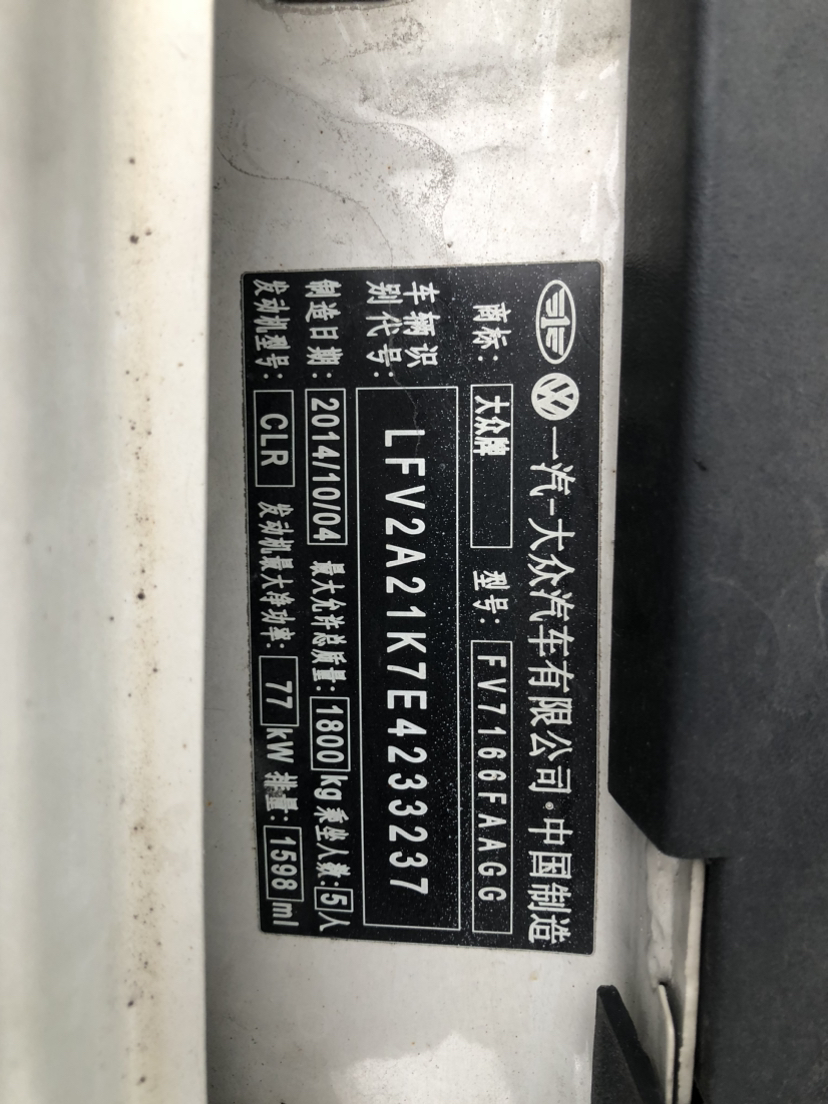 一汽-大众汽车有限公司·中国制造
商标: 大众牌 型号: FV7166FAAGG
车辆识别代号: LFV2A21K7E4233237
制造日期: 2014/10/04 最大允许总质量: 1800 kg 乘坐人数: 5 人
发动机型号: CLR 发动机最大净功率: 77 kW 排量: 1598 ml